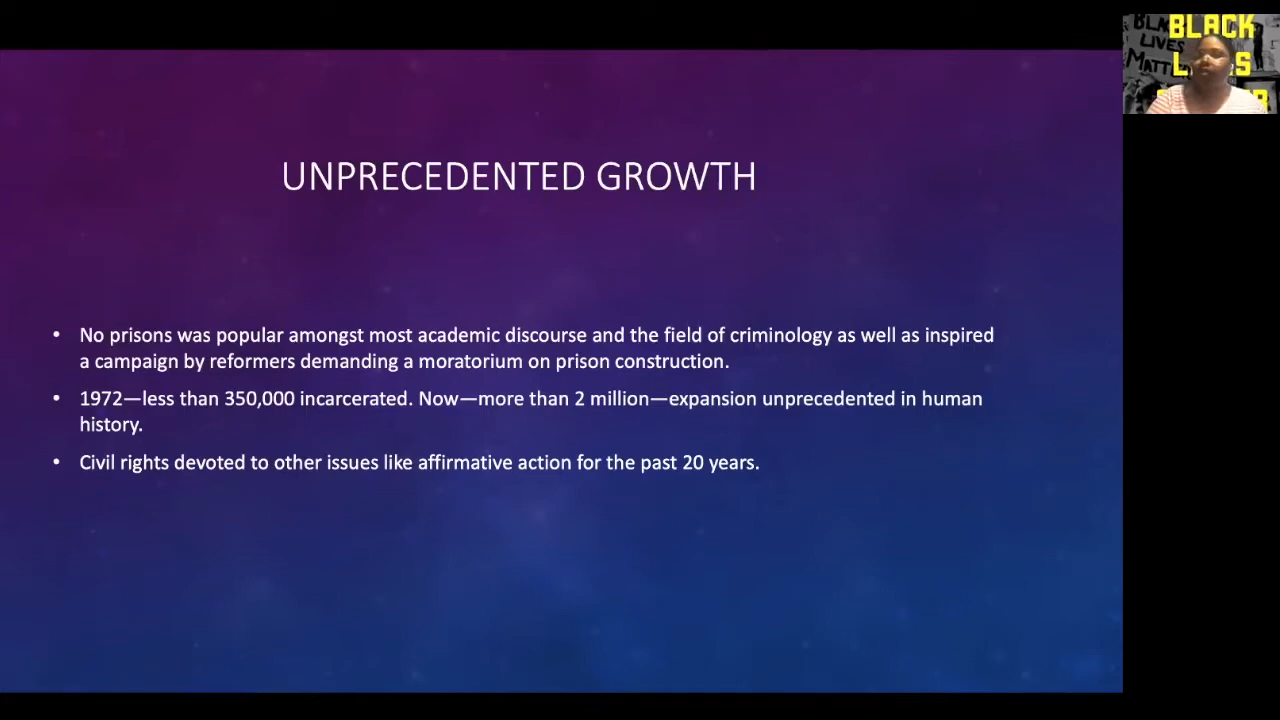 UNPRECEDENTED GROWTH
• No prisons was popular amongst most academic discourse and the field of criminology as well as inspired
a campaign by reformers demanding a moratorium on prison construction.
• 1972—less than 350,000 incarcerated. Now—more than 2 million—expansion unprecedented in human
history.
• Civil rights devoted to other issues like affirmative action for the past 20 years.
BLACK
BLACK
LIVES
MATTER